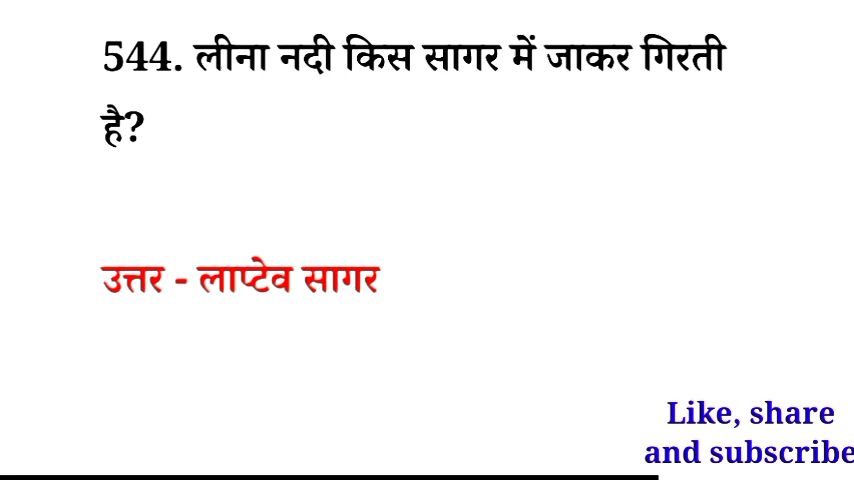 544. लीना नदी किस सागर में जाकर गिरती
है?
उत्तर - लाप्टेव सागर
Like, share
and subscribe